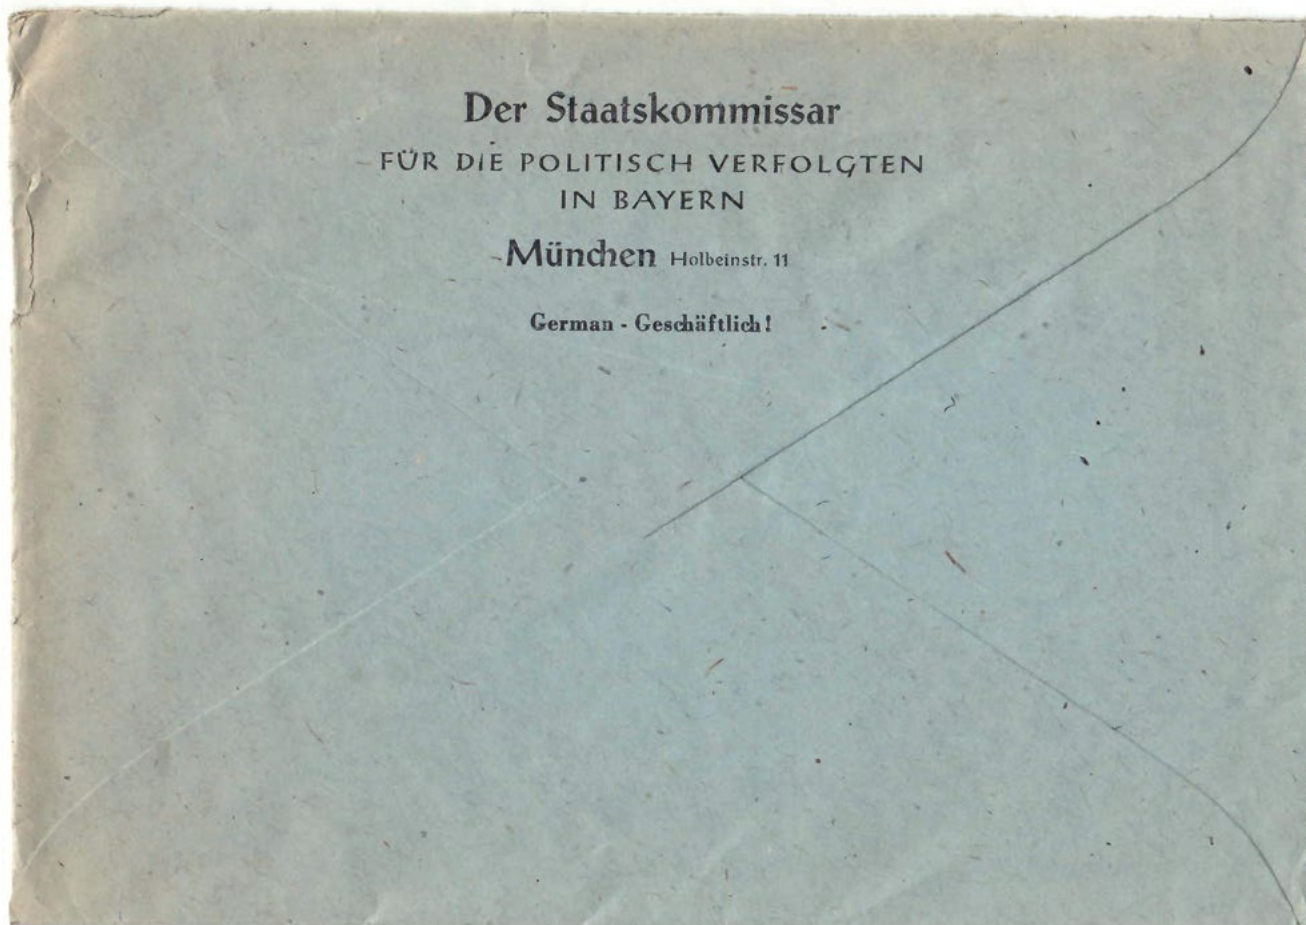 Der Staatskommissar
FÜR DIE POLITISCH VERFOLGTEN
IN BAYERN
München Holbeinstr. 11
German - Geschäftlich!